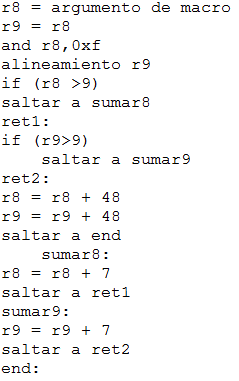 r8 = argumento de macro
r9 = r8
and r8,0xf
alineamiento r9
if (r8 >9)
saltar a sumar8
ret1:
if (r9>9)
    saltar a sumar9
ret2:
r8 = r8 + 48
r9 = r9 + 48
saltar a end
    sumar8:
r8 = r8 + 7
saltar a ret1
sumar9:
r9 = r9 + 7
saltar a ret2
end: